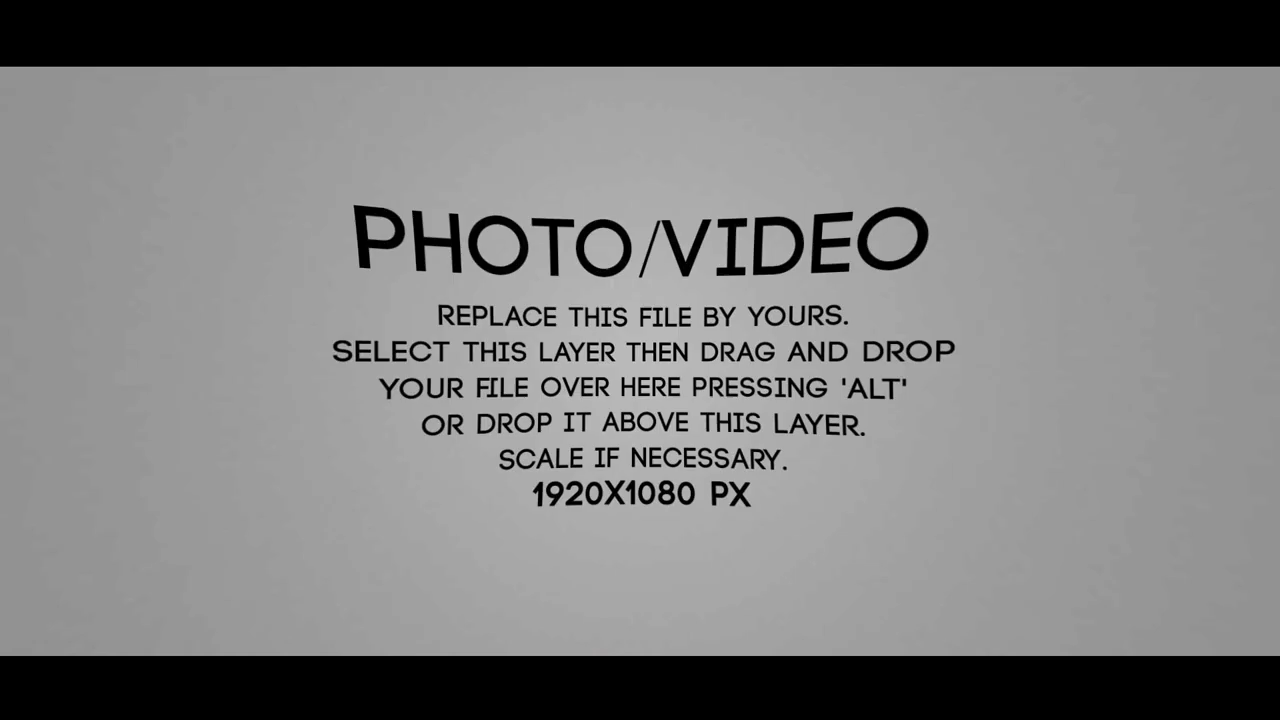 PHOTO/VIDEO
REPLACE THIS FILE BY YOURS.
SELECT THIS LAYER THEN DRAG AND DROP
YOUR FILE OVER HERE PRESSING 'ALT'
OR DROP IT ABOVE THIS LAYER.
SCALE IF NECESSARY.
1920X1080 PX